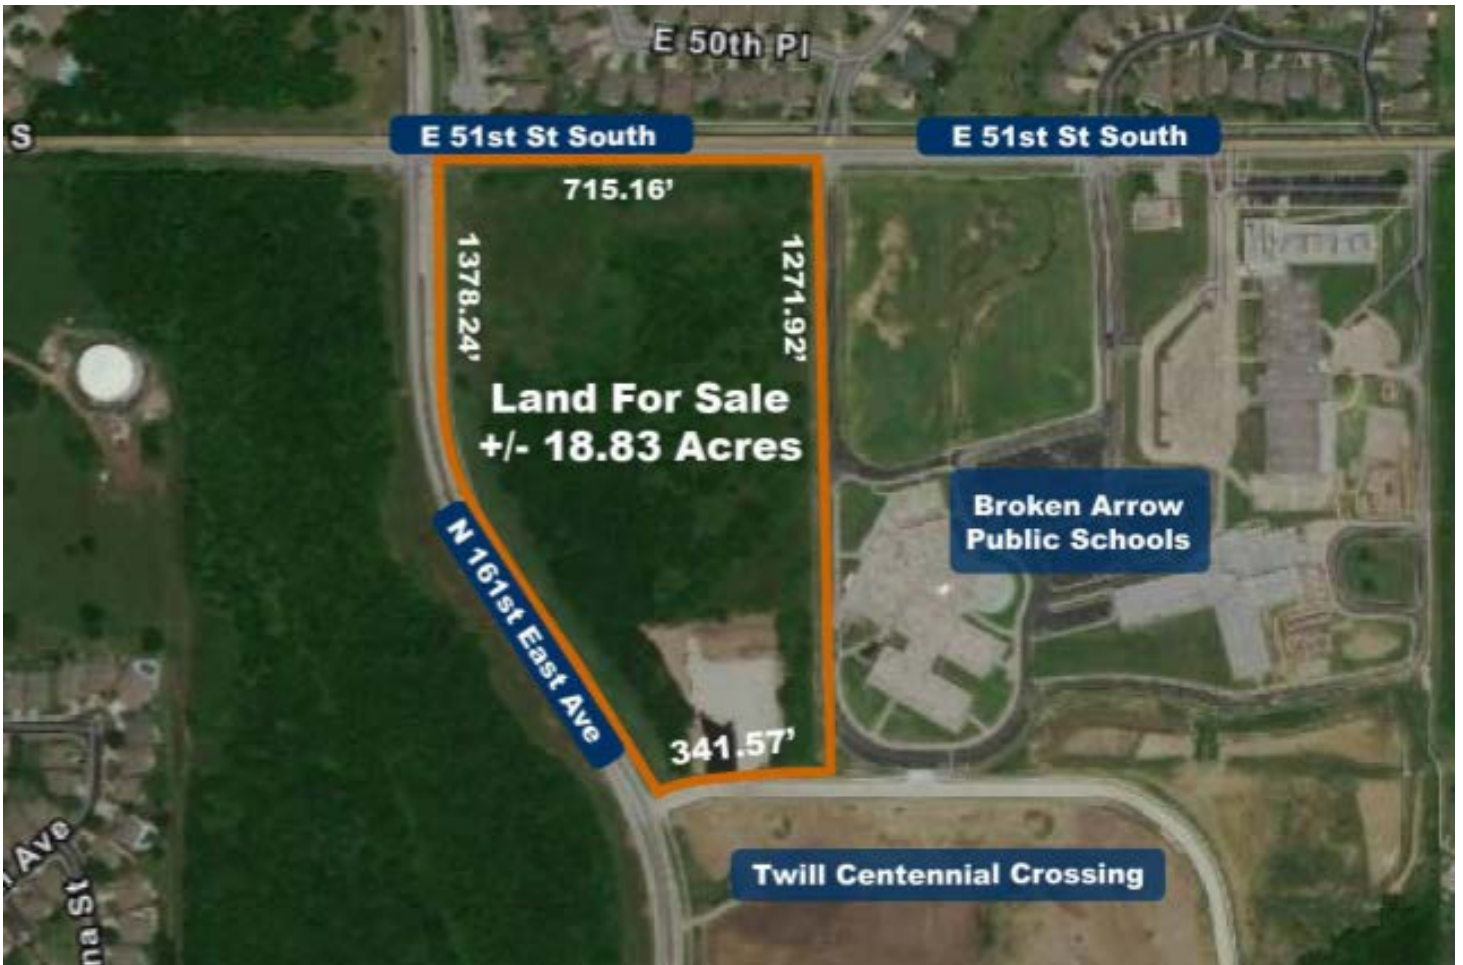 E 50th Pl
S
E 51st St South
E 51st St South
715.16’
1378.24’
1271.92’
Land For Sale
+/- 18.83 Acres
Broken Arrow
Public Schools
N 161st East Ave
341.57’
Twill Centennial Crossing
Ave
na St